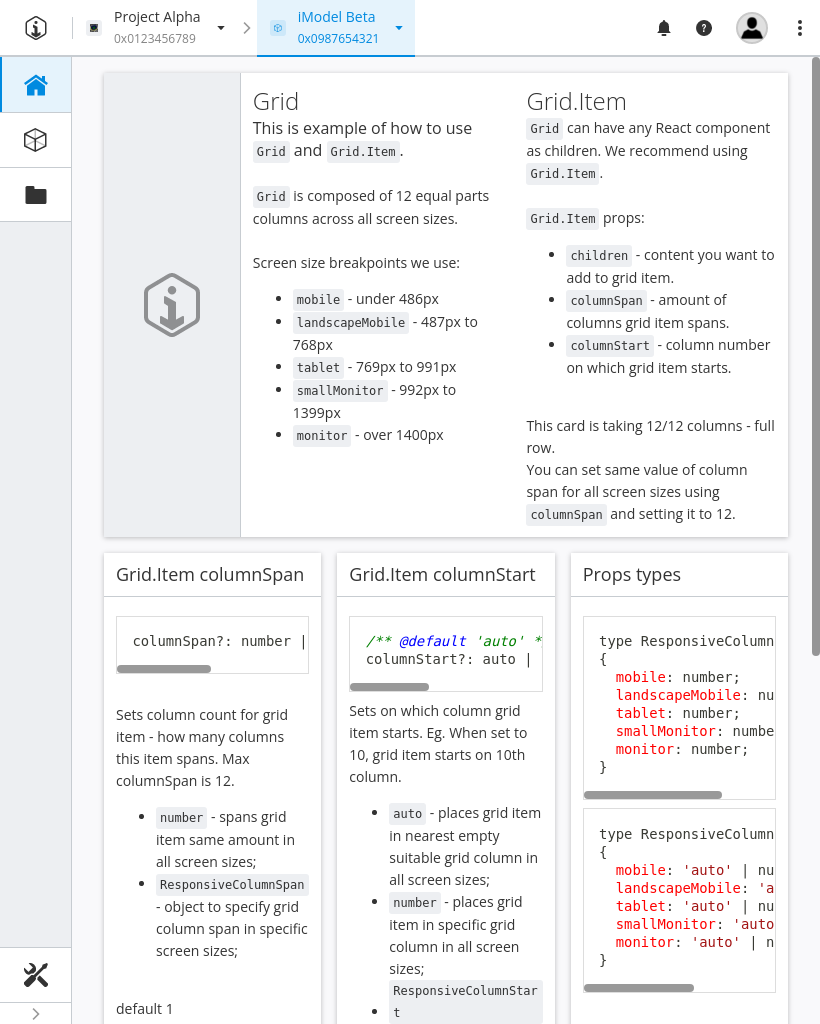 Project Alpha
0x0123456789
iModel Beta
0x0987654321
Grid
This is example of how to use
Grid and Grid.Item.
Grid is composed of 12 equal parts
columns across all screen sizes.
Screen size breakpoints we use:
mobile - under 486px
landscapeMobile - 487px to
768px
tablet - 769px to 991px
smallMonitor - 992px to
1399px
monitor - over 1400px
Grid.Item
Grid can have any React component
as children. We recommend using
Grid.Item.
Grid.Item props:
children - content you want to
add to grid item.
columnSpan - amount of
columns grid item spans.
columnStart - column number
on which grid item starts.
This card is taking 12/12 columns - full
row.
You can set same value of column
span for all screen sizes using
columnSpan and setting it to 12.
Grid.Item columnSpan
columnSpan?: number |
Sets column count for grid
item - how many columns
this item spans. Max
columnSpan is 12.
number - spans grid
item same amount in
all screen sizes;
ResponsiveColumnSpan
- object to specify grid
column span in specific
screen sizes;
default 1
Grid.Item columnStart
/** @default 'auto' *
columnStart?: auto |
Sets on which column grid
item starts. Eg. When set to
10, grid item starts on 10th
column.
auto - places grid item
in nearest empty
suitable grid column in
all screen sizes;
number - places grid
item in specific grid
column in all screen
sizes;
ResponsiveColumnStar
t
Props types
type ResponsiveColumn
{
mobile: number;
landscapeMobile: nu
tablet: number;
smallMonitor: numbe
monitor: number;
}
type ResponsiveColumn
{
mobile: 'auto' | nu
landscapeMobile: 'a
tablet: 'auto' | nu
smallMonitor: 'auto
monitor: 'auto' | n
}